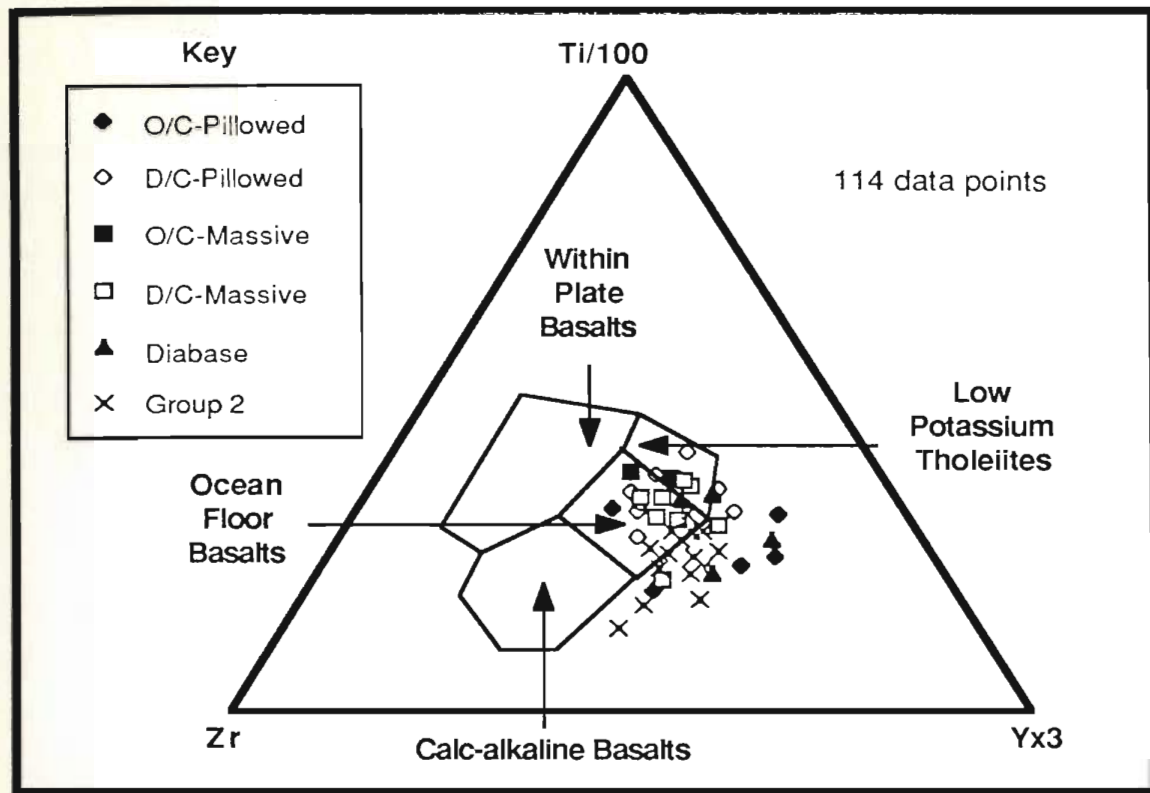 Key
O/C-Pillowed
D/C-Pillowed
O/C-Massive
D/C-Massive
Diabase
Group 2
Ti/100
114 data points
Within
Plate
Basalts
Low
Potassium
Tholeiites
Ocean
Floor
Basalts
Zr
Calc-alkaline Basalts
Yx3